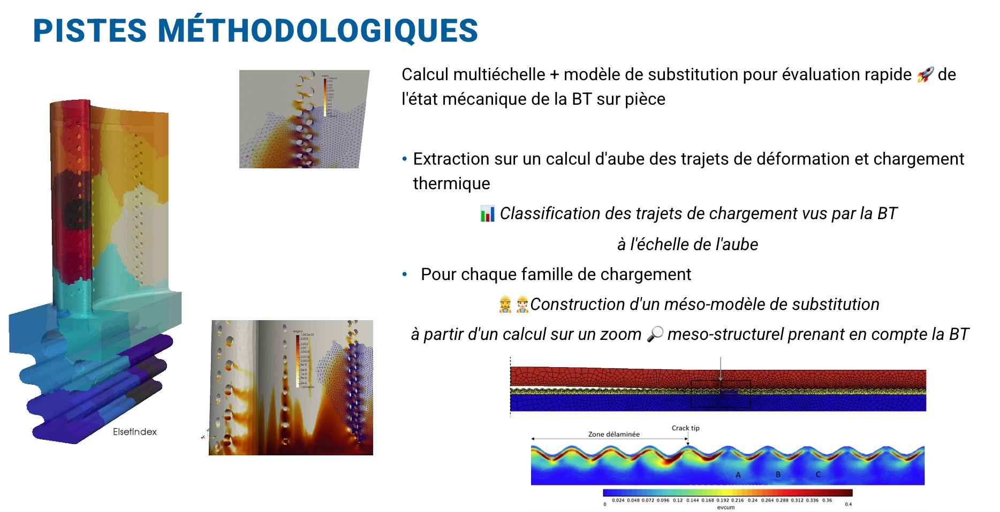 PISTES MÉTHODOLOGIQUES
Calcul multiéchelle + modèle de substitution pour évaluation rapide 🚀 de
l'état mécanique de la BT sur pièce
• Extraction sur un calcul d'aube des trajets de déformation et chargement
thermique
📊 Classification des trajets de chargement vus par la BT
à l'échelle de l'aube
• Pour chaque famille de chargement
👷‍♀️👷Construction d'un méso-modèle de substitution
à partir d'un calcul sur un zoom 🔎 meso-structurel prenant en compte la BT
ElsetIndex
Crack tip
Zone délaminée
A B C
0 0.024 0.048 0.072 0.096 0.12 0.144 0.168 0.192 0.216 0.24 0.264 0.288 0.312 0.336 0.36 0.4
evcum